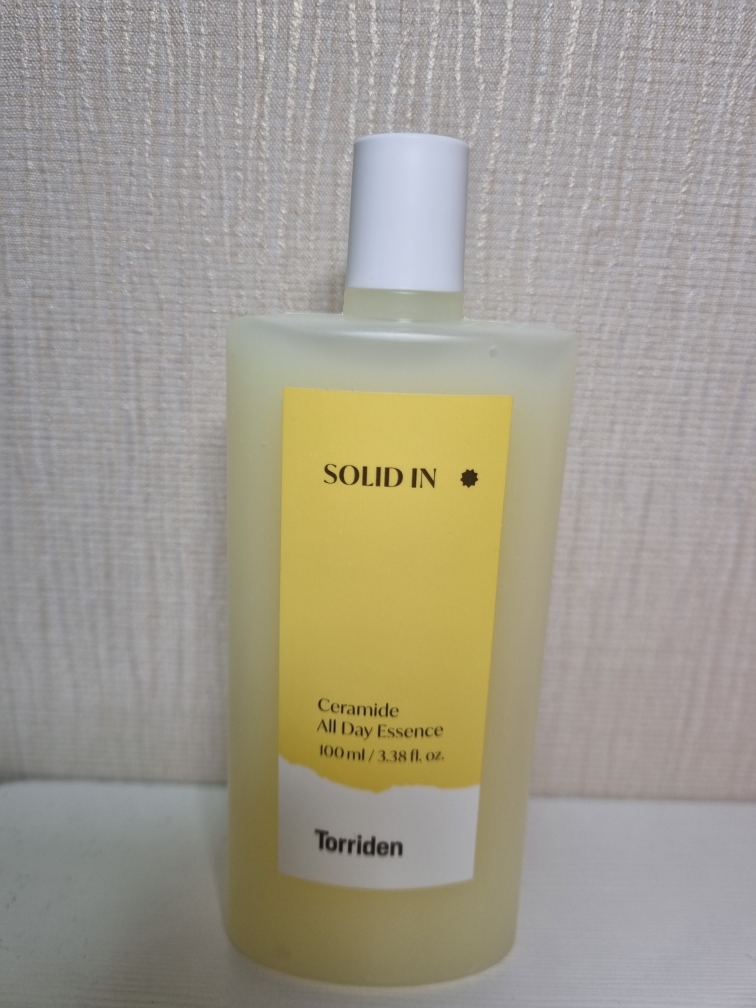 SOLID IN
Ceramide
All Day Essence
100 ml / 3.38 fl. oz.
Torriden